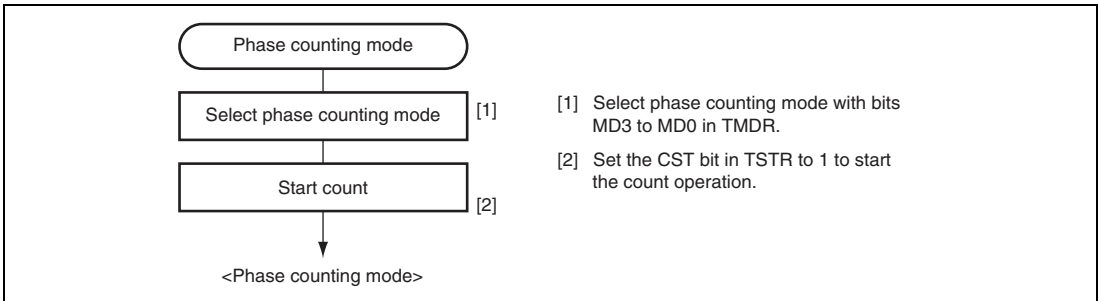 Phase counting mode
Select phase counting mode
[1]
Start count
[2]
<Phase counting mode>
[1] Select phase counting mode with bits
MD3 to MD0 in TMDR.
[2] Set the CST bit in TSTR to 1 to start
the count operation.